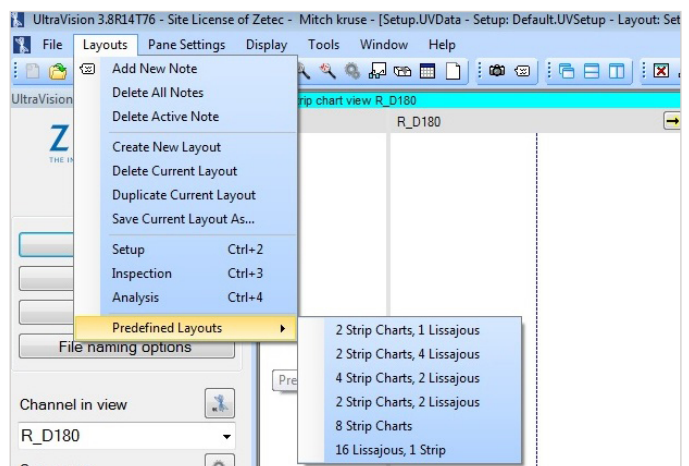 UltraVision 3.8R14T76 - Site License of Zetec - Mitch kruse - [Setup.UVData - Setup: Default.UVSetup - Layout: Set
File Layouts Pane Settings Display Tools Window Help
UltraVision
Add New Note
Delete All Notes
Delete Active Note
Create New Layout
Delete Current Layout
Duplicate Current Layout
Save Current Layout As...
Setup Ctrl+2
Inspection Ctrl+3
Analysis Ctrl+4
Predefined Layouts
2 Strip Charts, 1 Lissajous
2 Strip Charts, 4 Lissajous
4 Strip Charts, 2 Lissajous
2 Strip Charts, 2 Lissajous
8 Strip Charts
16 Lissajous, 1 Strip
rip chart view R_D180
R_D180
Z
THE IN
File naming options
Pre
Channel in view
R_D180